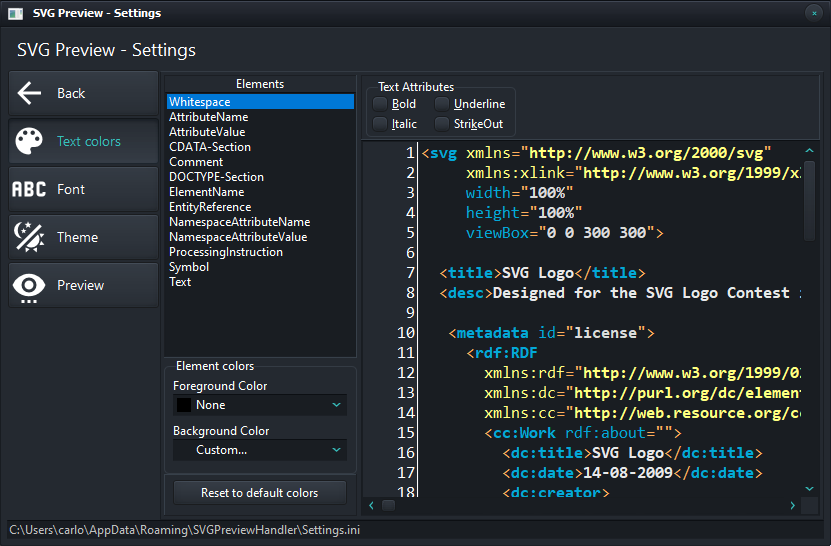 SVG Preview - Settings
SVG Preview - Settings
Back
Text colors
ABC Font
Theme
Preview
Elements
Whitespace
AttributeName
AttributeValue
CDATA-Section
Comment
DOCTYPE-Section
ElementName
EntityReference
NamespaceAttributeName
NamespaceAttributeValue
ProcessingInstruction
Symbol
Text
Element colors
Foreground Color
None
Background Color
Custom...
Reset to default colors
Text Attributes
Bold Underline
Italic StrikeOut
1 <svg xmlns="http://www.w3.org/2000/svg"
2 xmlns:xlink="http://www.w3.org/1999/x
3 width="100%"
4 height="100%"
5 viewBox="0 0 300 300">
6
7 <title>SVG Logo</title>
8 <desc>Designed for the SVG Logo Contest
9
10 <metadata id="license">
11 <rdf:RDF
12 xmlns:rdf="http://www.w3.org/1999/02
13 xmlns:dc="http://purl.org/dc/elemen
14 xmlns:cc="http://web.resource.org/c
15 <cc:Work rdf:about="">
16 <dc:title>SVG Logo</dc:title>
17 <dc:date>14-08-2009</dc:date>
18 <dc:creator>
C:\Users\carlo\AppData\Roaming\SVGPreviewHandler\Settings.ini